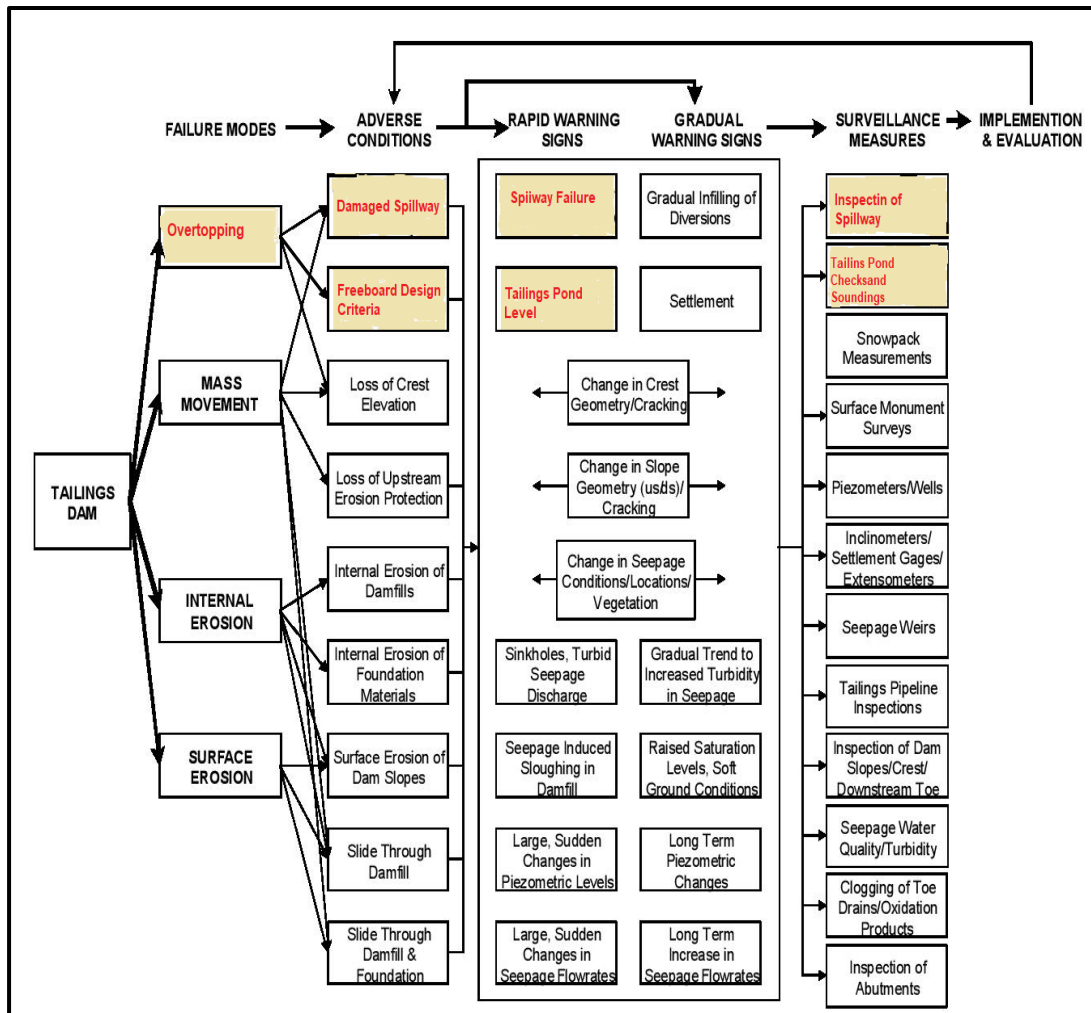 FAILURE MODES
ADVERSE
CONDITIONS
RAPID WARNING
SIGNS
GRADUAL
WARNING SIGNS
SURVEILLANCE
MEASURES
IMPLEMENTION
& EVALUATION
TAILINGS
DAM
Overtopping
MASS
MOVEMENT
INTERNAL
EROSION
SURFACE
EROSION
Damaged Spillway
Freeboard Design
Criteria
Loss of Crest
Elevation
Loss of Upstream
Erosion Protection
Internal Erosion of
Damfills
Internal Erosion of
Foundation
Materials
Surface Erosion of
Dam Slopes
Slide Through
Damfill
Slide Through
Damfill &
Foundation
Spiiway Failure
Tailings Pond
Level
Gradual Infilling of
Diversions
Settlement
Change in Crest
Geometry/Cracking
Change in Slope
Geometry (us/ds)/
Cracking
Change in Seepage
Conditions/Locations/
Vegetation
Sinkholes, Turbid
Seepage
Discharge
Gradual Trend to
Increased Turbidity
in Seepage
Seepage Induced
Sloughing in
Damfill
Raised Saturation
Levels, Soft
Ground Conditions
Large, Sudden
Changes in
Piezometric Levels
Long Term
Piezometric
Changes
Large, Sudden
Changes in
Seepage Flowrates
Long Term
Increase in
Seepage Flowrates
Inspectin of
Spillway
Tailins Pond
Checksand
Soundings
Snowpack
Measurements
Surface Monument
Surveys
Piezometers/Wells
Inclinometers/
Settlement Gages/
Extensometers
Seepage Weirs
Tailings Pipeline
Inspections
Inspection of Dam
Slopes/Crest/
Downstream Toe
Seepage Water
Quality/Turbidity
Clogging of Toe
Drains/Oxidation
Products
Inspection of
Abutments